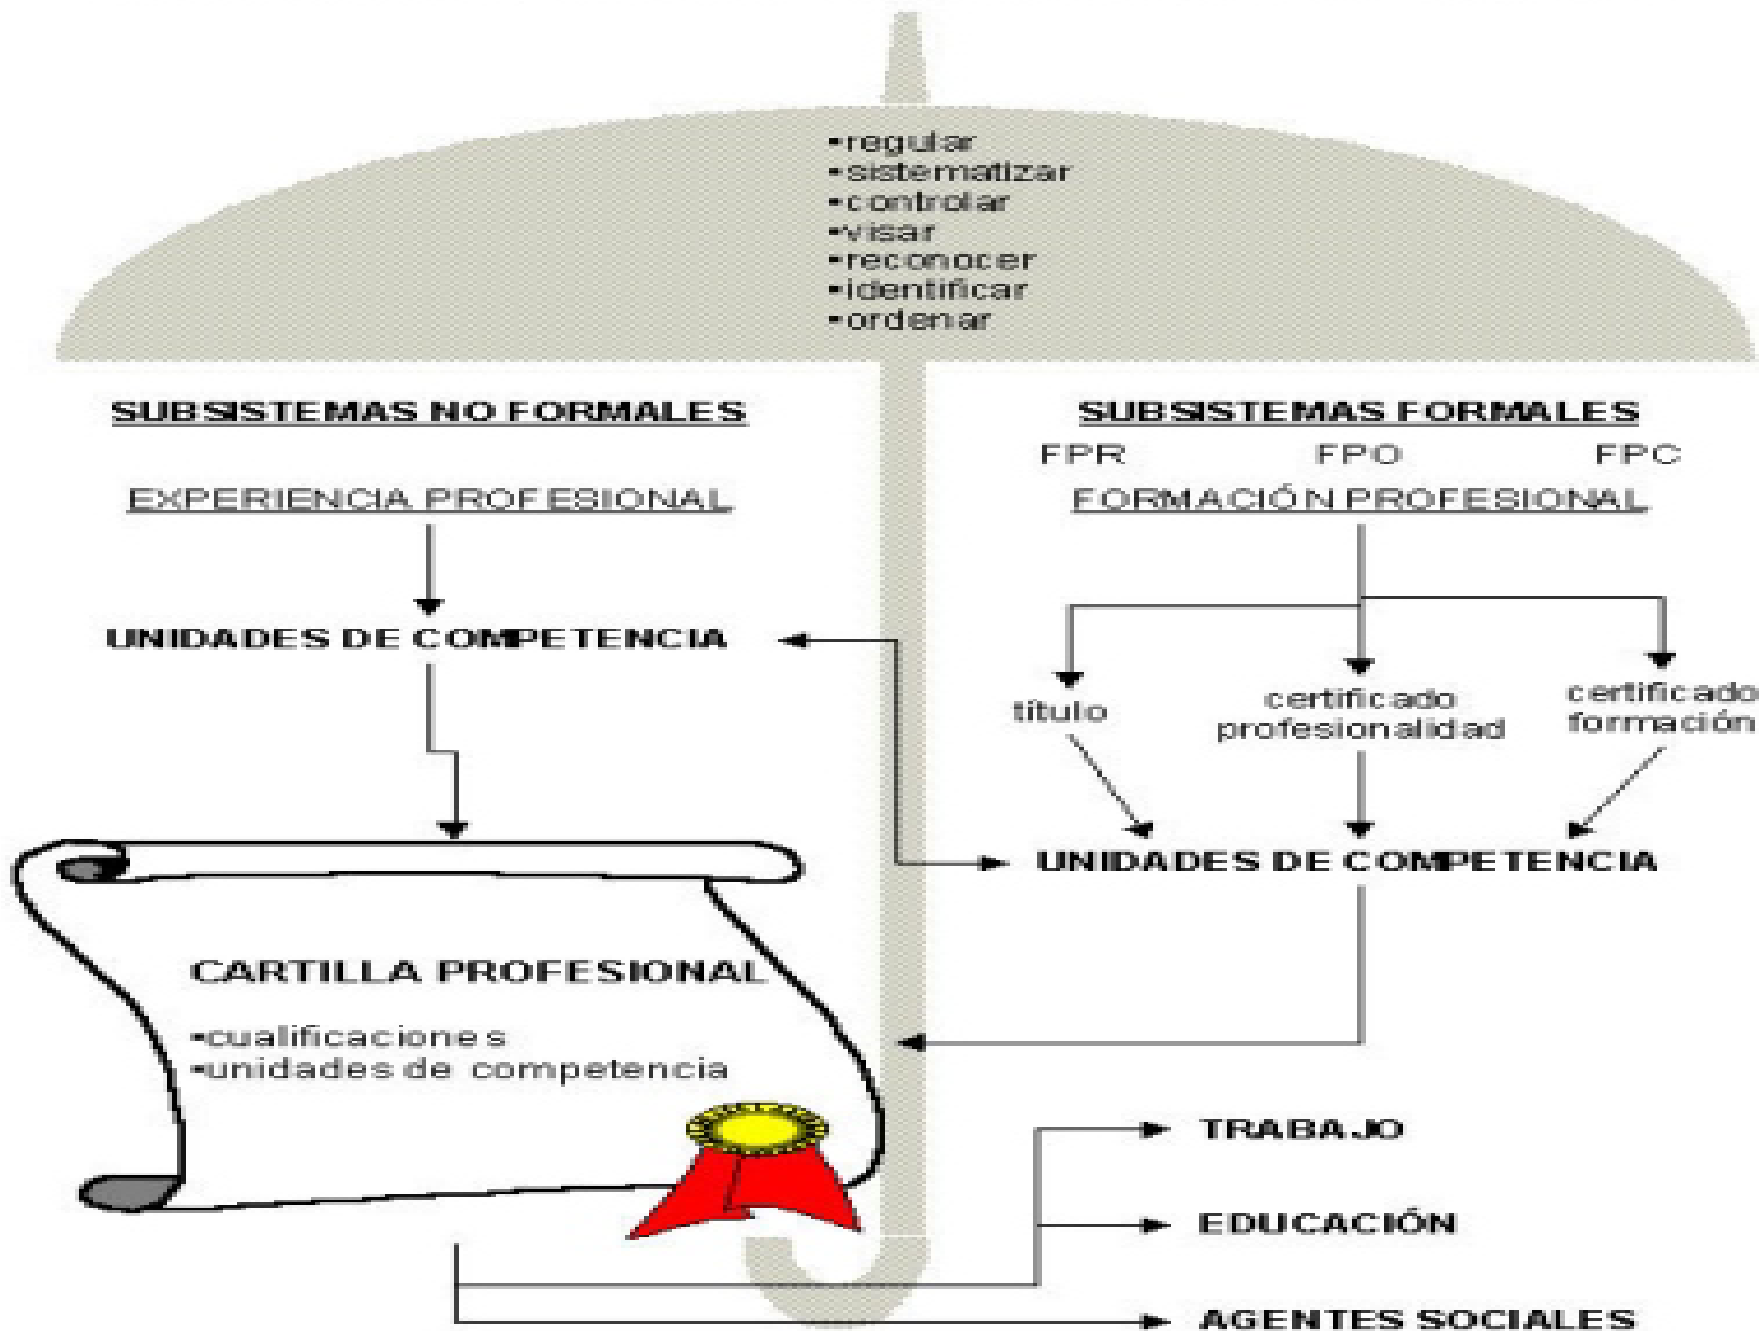 •regular
•sistematizar
•controlar
•visar
•reconocer
•identificar
•ordenar
SUBSISTEMAS NO FORMALES
EXPERIENCIA PROFESIONAL
UNIDADES DE COMPETENCIA
SUBSISTEMAS FORMALES
FPR FPO FPC
FORMACIÓN PROFESIONAL
título
certificado
profesionalidad
certificado
formación
UNIDADES DE COMPETENCIA
CARTILLA PROFESIONAL
•cualificaciones
•unidades de competencia
TRABAJO
EDUCACIÓN
AGENTES SOCIALES